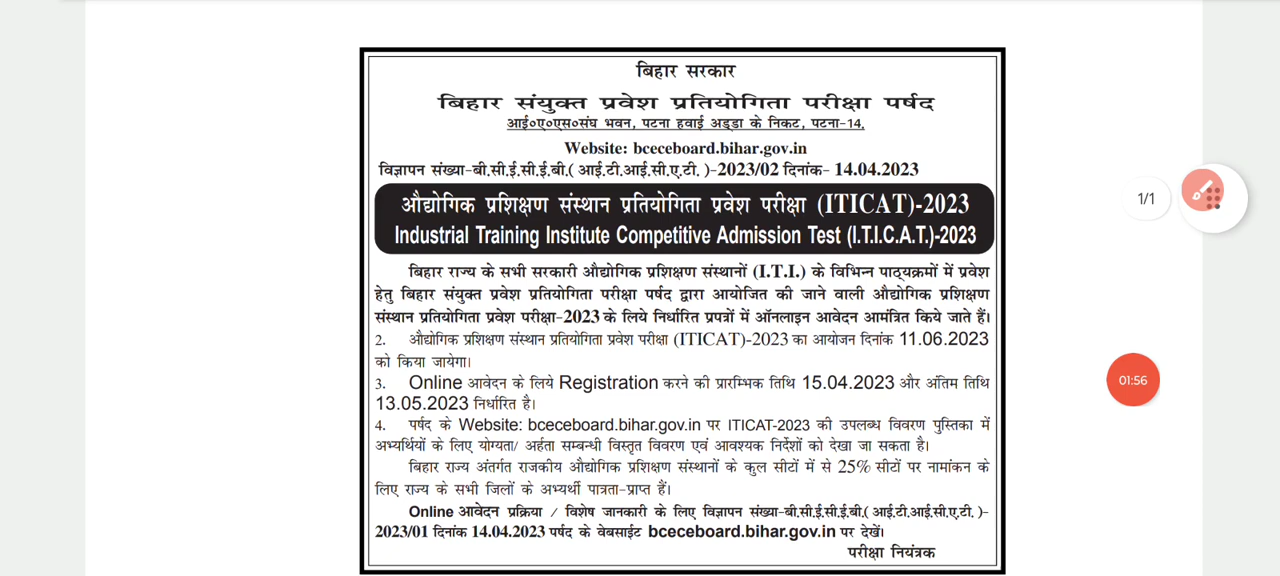 बिहार सरकार
बिहार संयुक्त प्रवेश प्रतियोगिता परीक्षा पर्षद
आई०ए०एस०संघ भवन, पटना हवाई अड्डा के निकट, पटना-14,
Website: bceceboard.bihar.gov.in
विज्ञापन संख्या-बी.सी.ई.सी.ई.बी.( आई.टी.आई.सी.ए.टी. )-2023/02 दिनांक- 14.04.2023
औद्योगिक प्रशिक्षण संस्थान प्रतियोगिता प्रवेश परीक्षा (ITICAT)-2023
Industrial Training Institute Competitive Admission Test (I.T.I.C.A.T.)-2023
बिहार राज्य के सभी सरकारी औद्योगिक प्रशिक्षण संस्थानों (I.T.I.) के विभिन्न पाठ्यक्रमों में प्रवेश
हेतु बिहार संयुक्त प्रवेश प्रतियोगिता परीक्षा पर्षद द्वारा आयोजित की जाने वाली औद्योगिक प्रशिक्षण
संस्थान प्रतियोगिता प्रवेश परीक्षा-2023 के लिये निर्धारित प्रपत्रों में ऑनलाइन आवेदन आमंत्रित किये जाते हैं।
2. औद्योगिक प्रशिक्षण संस्थान प्रतियोगिता प्रवेश परीक्षा (ITICAT)-2023 का आयोजन दिनांक 11.06.2023
को किया जायेगा।
3. Online आवेदन के लिये Registration करने की प्रारम्भिक तिथि 15.04.2023 और अंतिम तिथि
13.05.2023 निर्धारित है।
4. पर्षद के Website: bceceboard.bihar.gov.in पर ITICAT-2023 की उपलब्ध विवरण पुस्तिका में
अभ्यर्थियों के लिए योग्यता/ अर्हता सम्बन्धी विस्तृत विवरण एवं आवश्यक निर्देशों को देखा जा सकता है।
बिहार राज्य अंतर्गत राजकीय औद्योगिक प्रशिक्षण संस्थानों के कुल सीटों में से 25% सीटों पर नामांकन के
लिए राज्य के सभी जिलों के अभ्यर्थी पात्रता-प्राप्त हैं।
Online आवेदन प्रक्रिया / विशेष जानकारी के लिए विज्ञापन संख्या-बी.सी.ई.सी.ई.बी.( आई.टी.आई.सी.ए.टी. )-
2023/01 दिनांक 14.04.2023 पर्षद के वेबसाईट bceceboard.bihar.gov.in पर देखें।
परीक्षा नियंत्रक
1/1
01:56